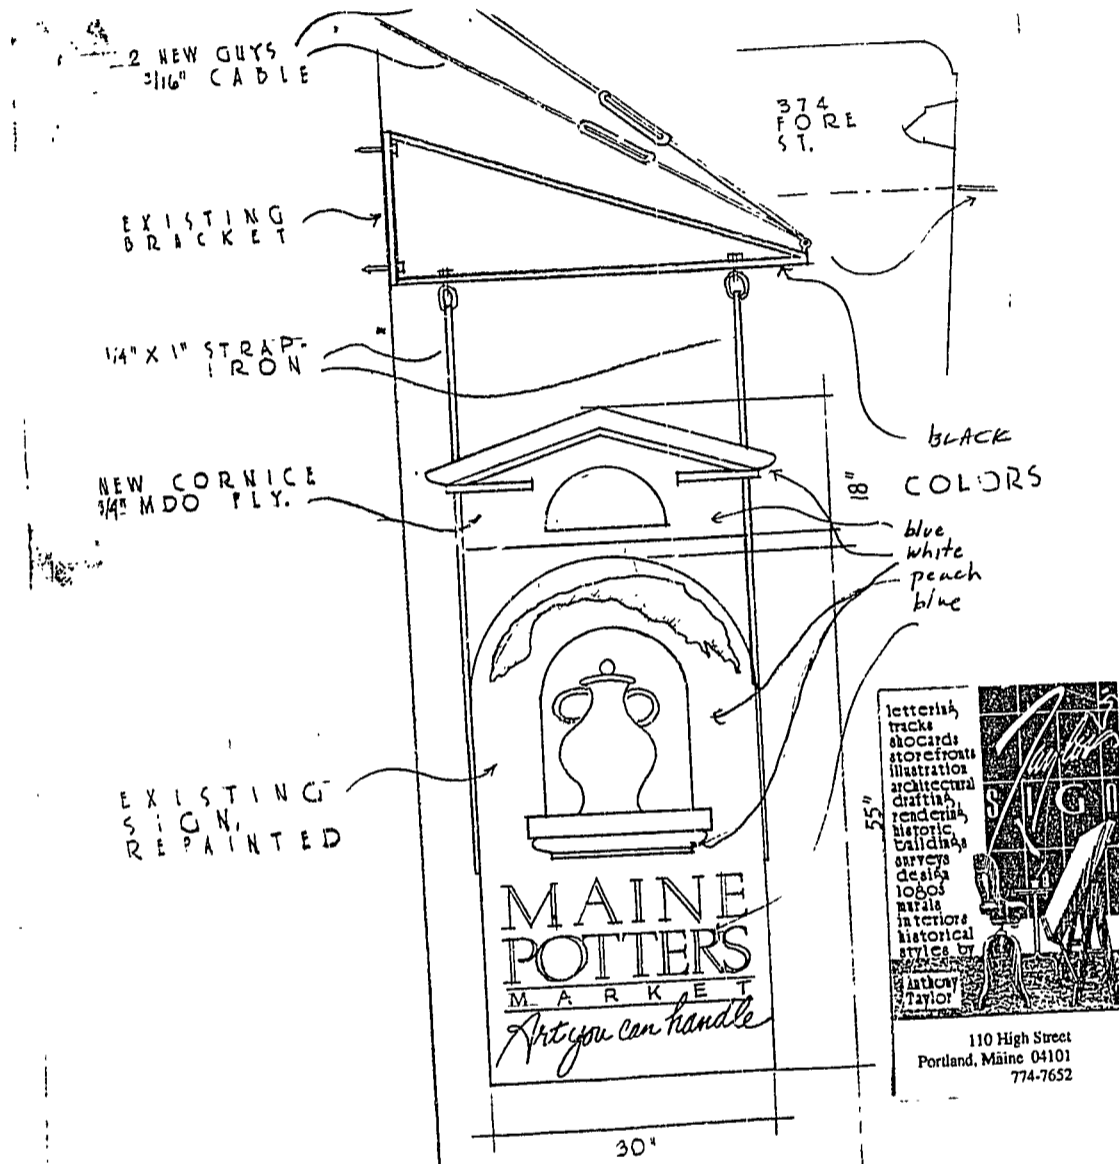 2 NEW GUYS
3/16" CABLE
374
FORE
ST.
EXISTING
BRACKET
1/4" X 1" STRAP-
IRON
BLACK
NEW CORNICE
3/4" MDO PLY.
18"
COLORS
blue
white
peach
blue
EXISTING
SIGN,
REPAINTED
55"
MAINE
POTTERS
MARKET
Art you can handle
30"
lettering
tracks
shocards
storefronts
illustration
architectural
drafting,
rendering
historic
buildings
surveys
design
logos
murals
interiors
historical
styles by
Anthony
Taylor
SIGN
110 High Street
Portland, Maine 04101
774-7652